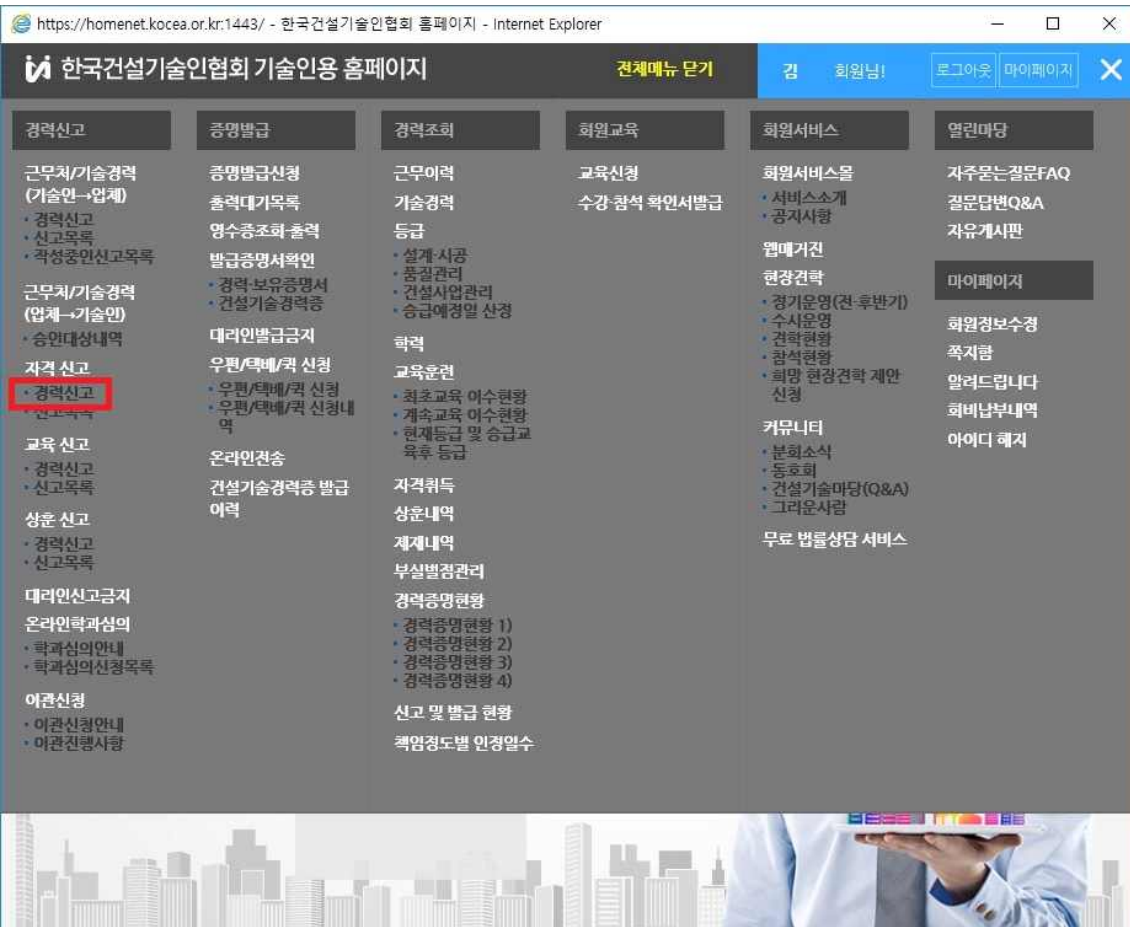 https://homenet.kocea.or.kr:1443/ - 한국건설기술인협회 홈페이지 - Internet Explorer
한국건설기술인협회 기술인용 홈페이지
전체메뉴 닫기
김 회원님!
로그아웃
마이페이지
경력신고
근무처/기술경력
(기술인→업체)
· 경력신고
· 신고목록
· 작성중인신고목록
근무처/기술경력
(업체→기술인)
· 승인대상내역
자격 신고
· 경력신고
· 신고목록
교육 신고
· 경력신고
· 신고목록
상훈 신고
· 경력신고
· 신고목록
대리인신고금지
온라인학과심의
· 학과심의안내
· 학과심의신청목록
이관신청
· 이관신청안내
· 이관진행사항
증명발급
증명발급신청
출력대기목록
영수증조회·출력
발급증명서확인
· 경력·보유증명서
· 건설기술경력증
대리인발급금지
우편/택배/퀵 신청
· 우편/택배/퀵 신청
· 우편/택배/퀵 신청내
역
온라인전송
건설기술경력증 발급
이력
경력조회
근무이력
기술경력
등급
· 설계·시공
· 품질관리
· 건설사업관리
· 승급예정일 산정
학력
교육훈련
· 최초교육 이수현황
· 계속교육 이수현황
· 현재등급 및 승급교
육후 등급
자격취득
상훈내역
제재내역
부실벌점관리
경력증명현황
· 경력증명현황 1)
· 경력증명현황 2)
· 경력증명현황 3)
· 경력증명현황 4)
신고 및 발급 현황
책임정도별 인정일수
회원교육
교육신청
수강·참석 확인서발급
회원서비스
회원서비스몰
· 서비스소개
· 공지사항
웹매거진
현장견학
· 정기운영(전·후반기)
· 수시운영
· 견학현황
· 참석현황
· 희망 현장견학 제안
신청
커뮤니티
· 분회소식
· 동호회
· 건설기술마당(Q&A)
· 그리운사람
무료 법률상담 서비스
열린마당
자주묻는질문FAQ
질문답변Q&A
자유게시판
마이페이지
회원정보수정
쪽지함
알려드립니다
회비납부내역
아이디 해지